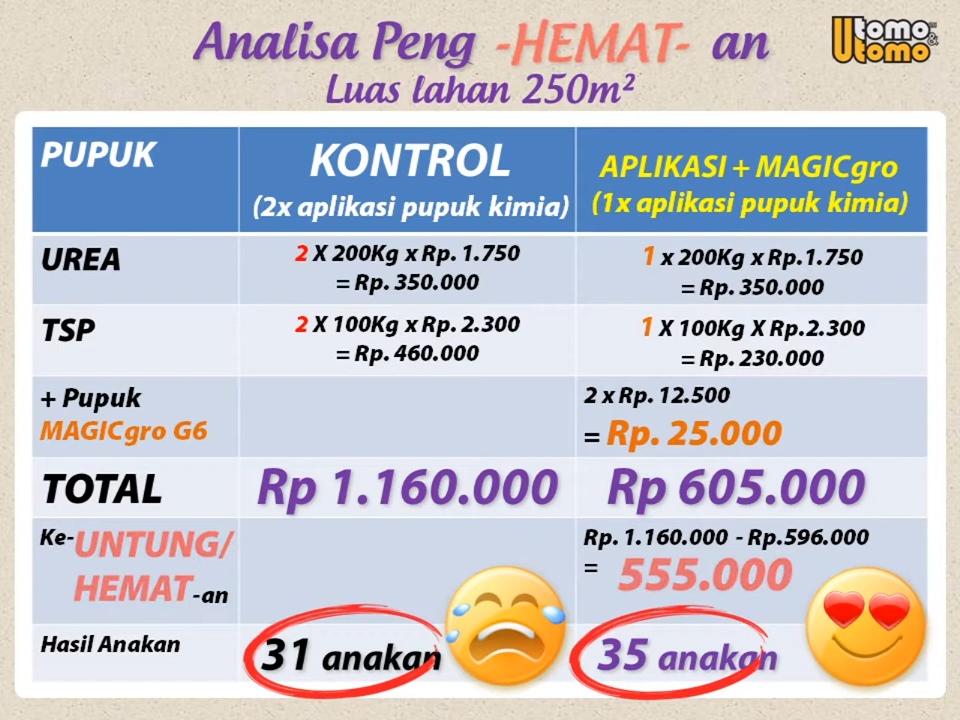 Analisa Peng -HEMAT- an
Utomo & Utomo
Luas lahan 250m²
PUPUK
KONTROL
(2x aplikasi pupuk kimia)
APLIKASI + MAGICgro
(1x aplikasi pupuk kimia)
UREA
2 X 200Kg x Rp. 1.750
= Rp. 350.000
1 x 200Kg x Rp.1.750
= Rp. 350.000
TSP
2 X 100Kg x Rp. 2.300
= Rp. 460.000
1 X 100Kg X Rp.2.300
= Rp. 230.000
+ Pupuk
MAGICgro G6
2 x Rp. 12.500
= Rp. 25.000
TOTAL
Rp 1.160.000
Rp 605.000
Ke-UNTUNG/
HEMAT-an
Rp. 1.160.000 - Rp.596.000
= 555.000
Hasil Anakan
31 anakan
35 anakan